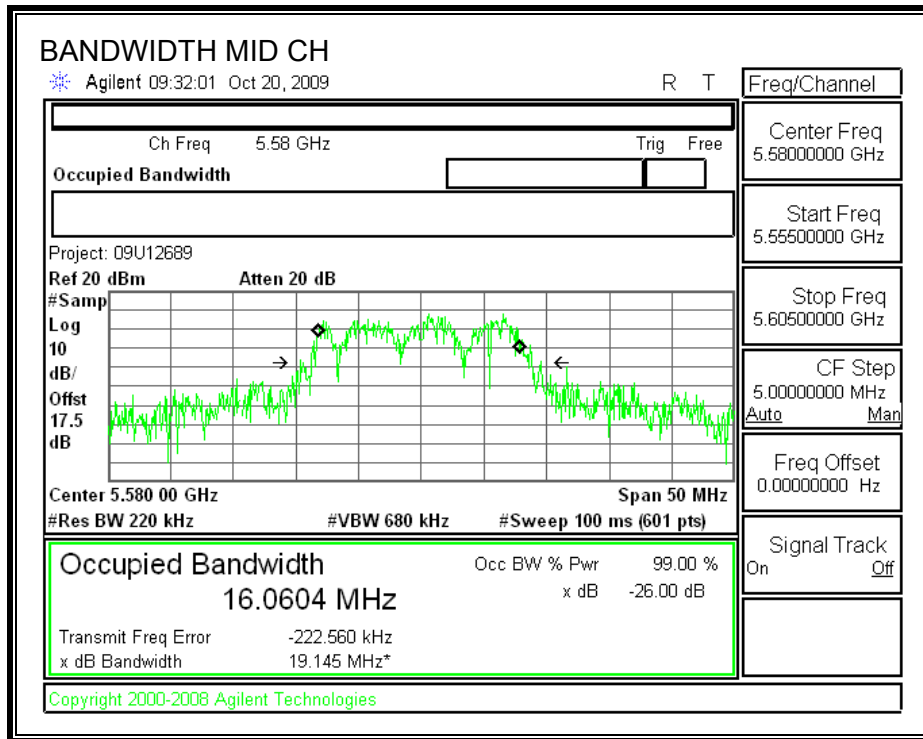 BANDWIDTH MID CH
Agilent 09:32:01 Oct 20, 2009 R T
Freq/Channel
Ch Freq 5.58 GHz Trig Free
Occupied Bandwidth
Center Freq
5.58000000 GHz
Start Freq
5.55500000 GHz
Stop Freq
5.60500000 GHz
CF Step
5.00000000 MHz
Auto Man
Freq Offset
0.00000000 Hz
Signal Track
On Off
Project: 09U12689
Ref 20 dBm Atten 20 dB
#Samp
Log
10
dB/
Offst
17.5
dB
Center 5.580 00 GHz Span 50 MHz
#Res BW 220 kHz #VBW 680 kHz #Sweep 100 ms (601 pts)
Occupied Bandwidth Occ BW % Pwr 99.00 %
16.0604 MHz x dB -26.00 dB
Transmit Freq Error -222.560 kHz
x dB Bandwidth 19.145 MHz*
Copyright 2000-2008 Agilent Technologies